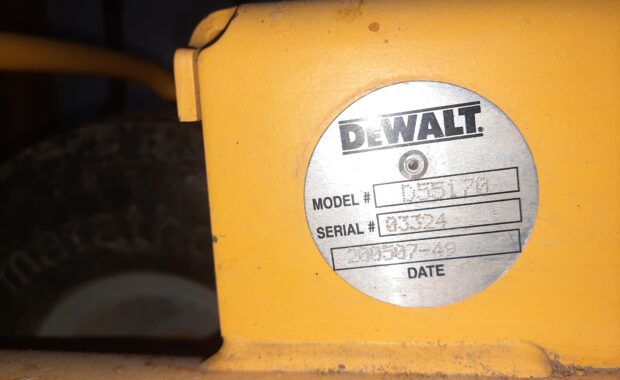 DEWALT.
MODEL # D55170
SERIAL # 03324
200507-49
DATE